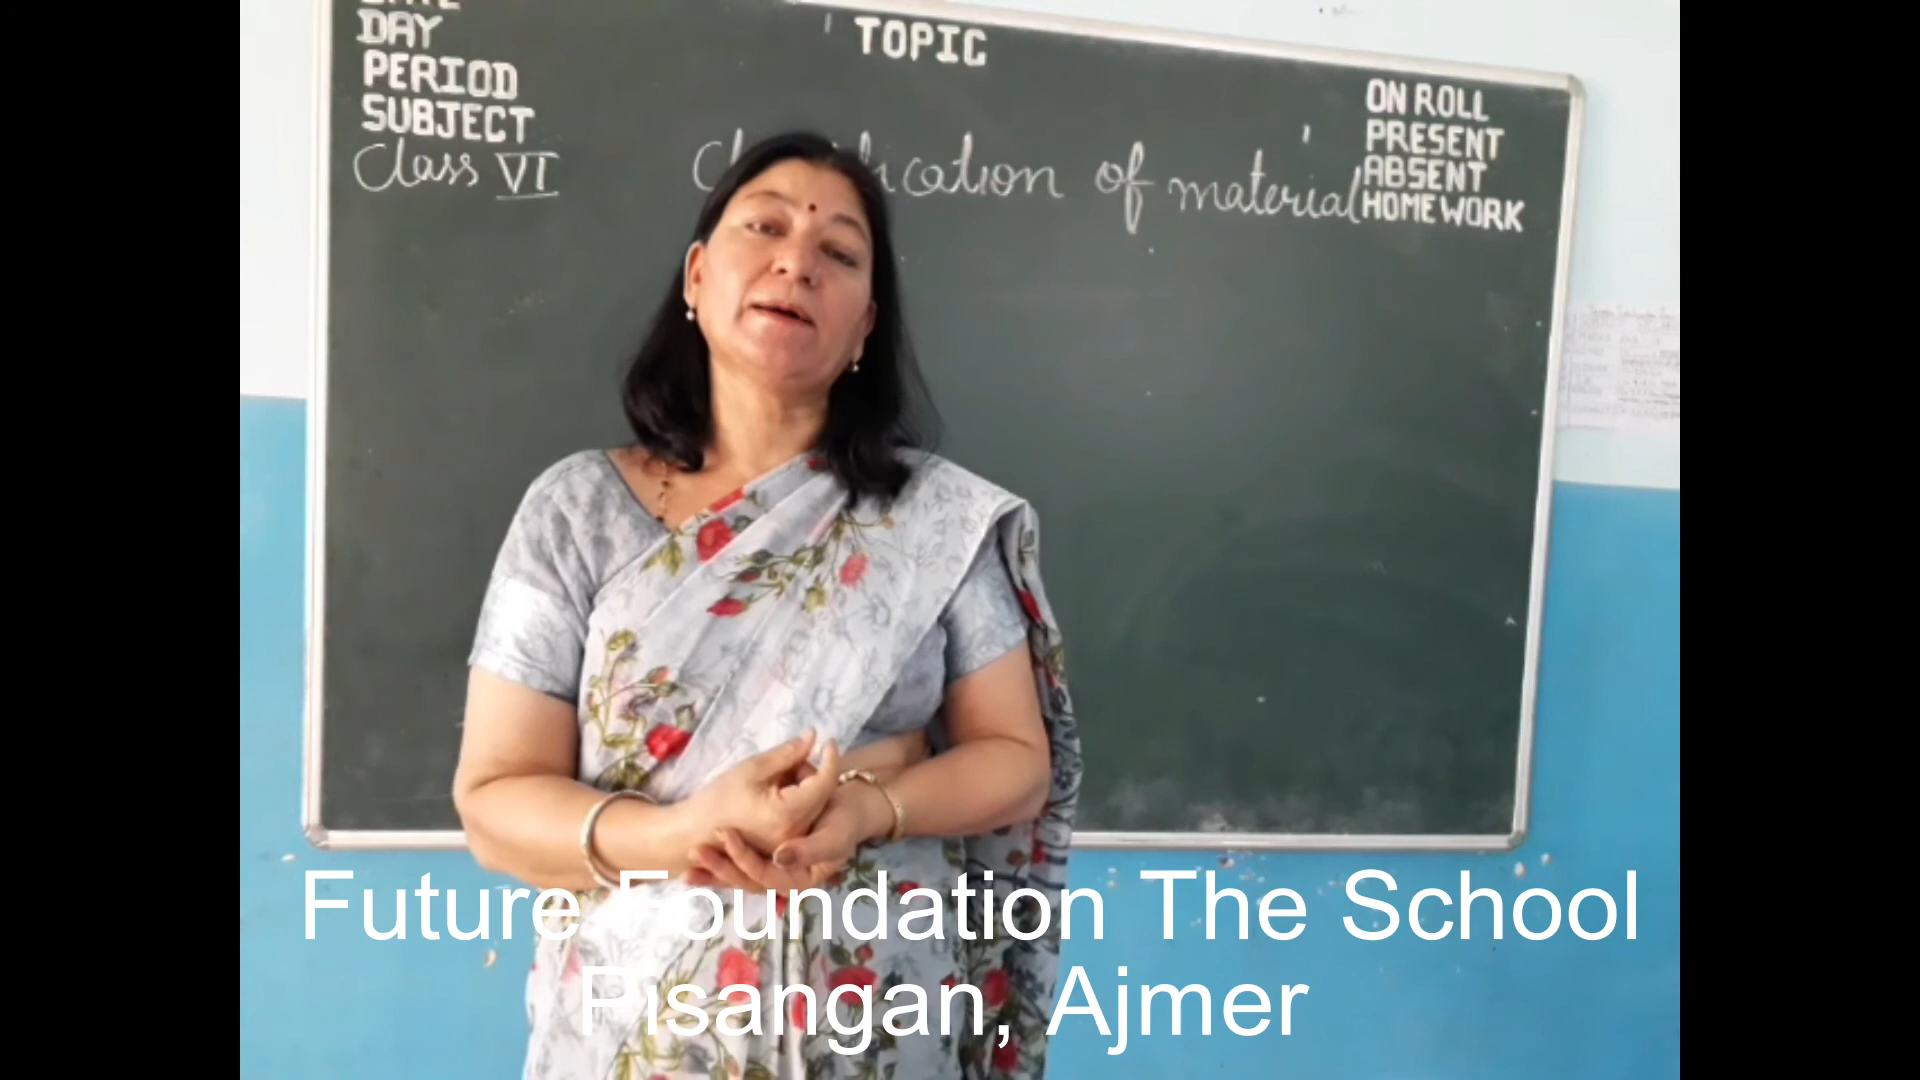 DAY
PERIOD
SUBJECT
Class VI
TOPIC
of material
ON ROLL
PRESENT
ABSENT
HOME WORK
Future Foundation The School
Pisangan, Ajmer